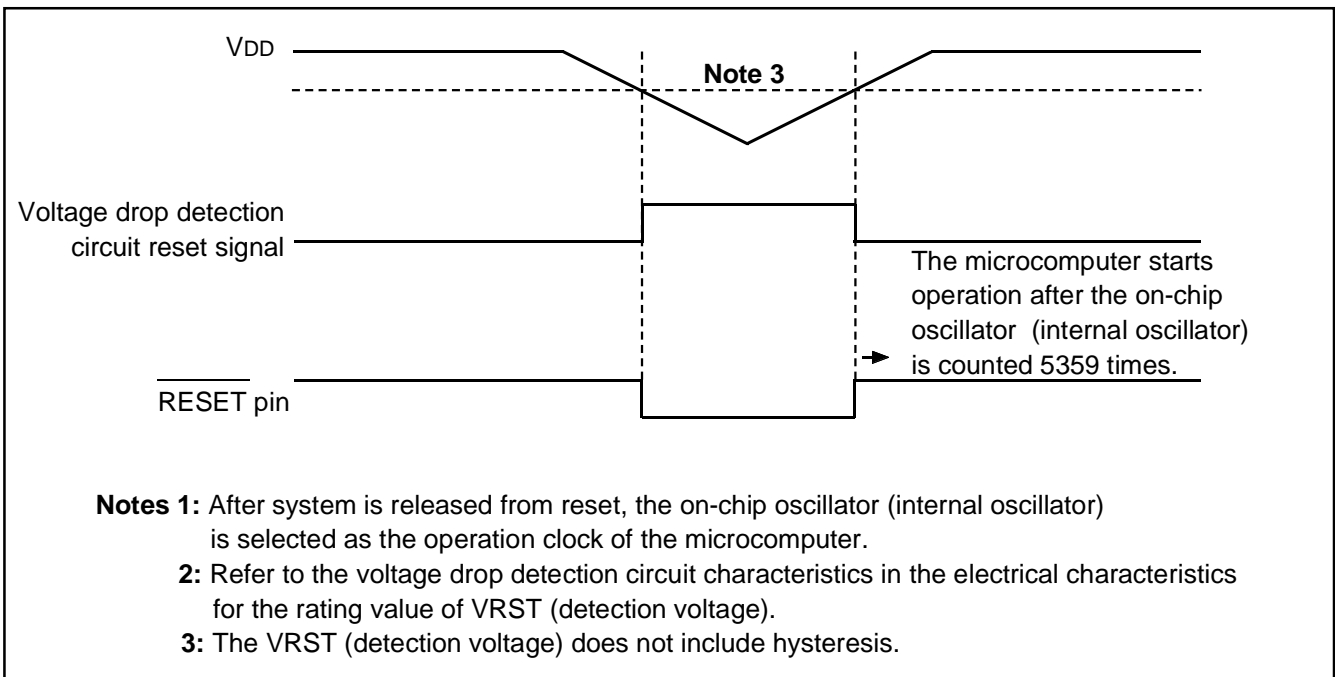 VDD
Note 3
Voltage drop detection
circuit reset signal
The microcomputer starts
operation after the on-chip
oscillator (internal oscillator)
is counted 5359 times.
RESET pin
Notes 1: After system is released from reset, the on-chip oscillator (internal oscillator)
is selected as the operation clock of the microcomputer.
2: Refer to the voltage drop detection circuit characteristics in the electrical characteristics
for the rating value of VRST (detection voltage).
3: The VRST (detection voltage) does not include hysteresis.